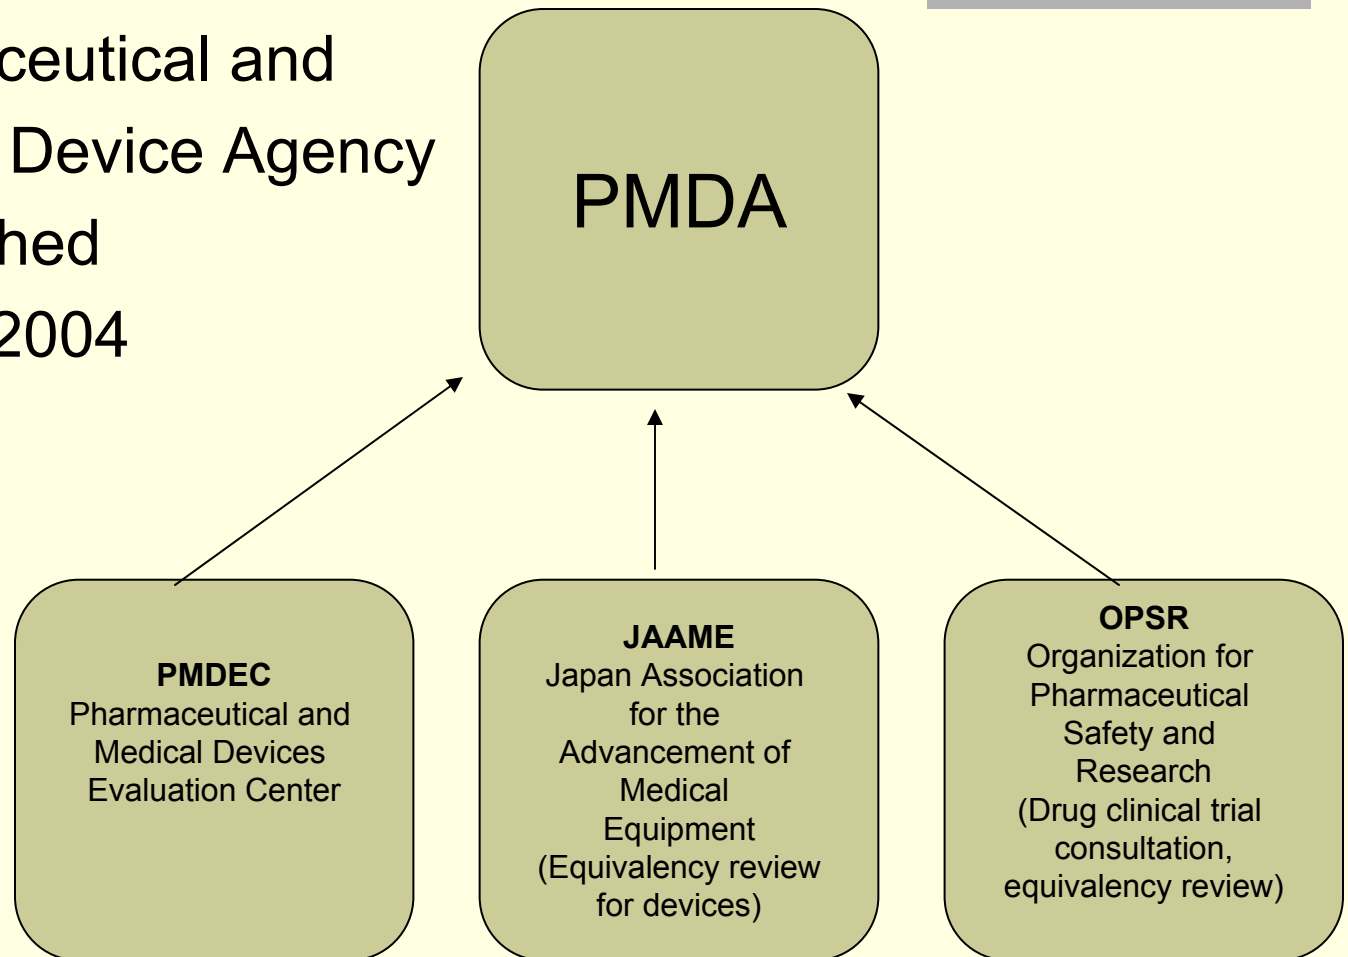 ceutical and
Device Agency
hed
2004
PMDA
PMDEC
Pharmaceutical and
Medical Devices
Evaluation Center
JAAME
Japan Association
for the
Advancement of
Medical
Equipment
(Equivalency review
for devices)
OPSR
Organization for
Pharmaceutical
Safety and
Research
(Drug clinical trial
consultation,
equivalency review)